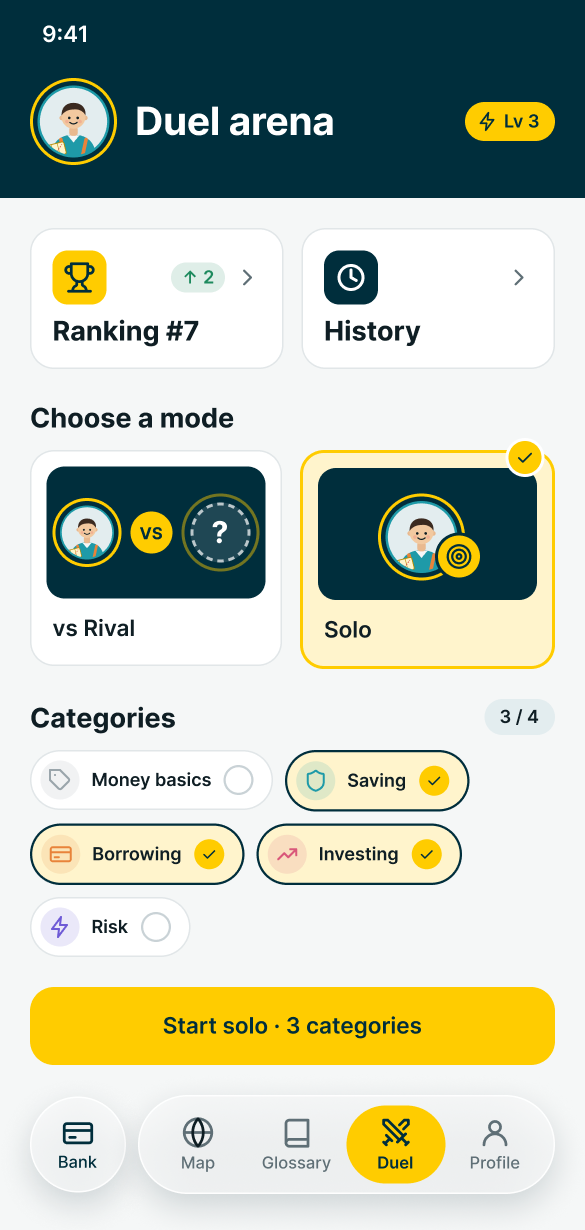 9:41
Duel arena
Lv 3
2
Ranking #7
History
Choose a mode
VS
?
vs Rival
Solo
Categories
3 / 4
Money basics
Saving
Borrowing
Investing
Risk
Start solo · 3 categories
Bank
Map
Glossary
Duel
Profile